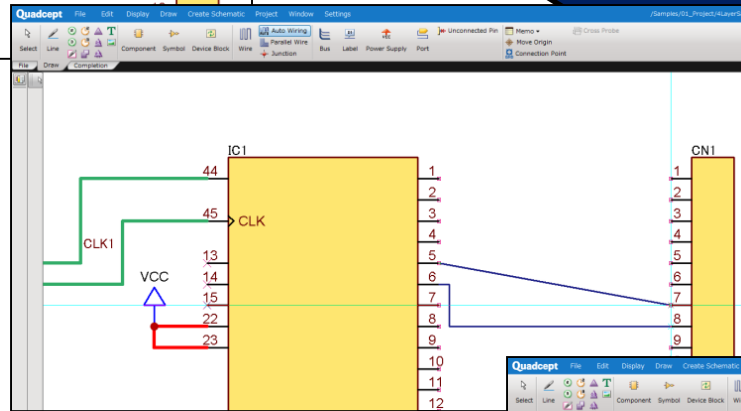 Quadcept File Edit Display Draw Create Schematic Project Window Settings /Samples/01_Project/4LayerS
Select Line Component Symbol Device Block Wire Auto Wiring Parallel Wire Junction Bus Label Power Supply Port Unconnected Pin Memo Move Origin Connection Point Cross Probe
File Draw Completion
IC1 CN1
44 1 1
2 2
45 CLK 3 3
CLK1 4 4
13 5 5
VCC 14 6 6
15 7 7
22 8 8
23 9 9
10
11
12
Quadcept File Edit Display Draw Create Schematic
Select Line Component Symbol Device Block